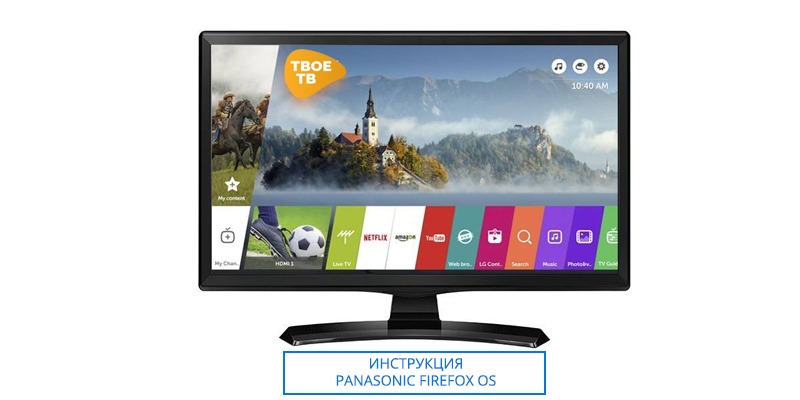 ТВОЕ
ТВ
10:40 AM
My content
My Chan..
HDMI 1
Live TV
NETFLIX
amazon
YouTube
Web bro..
LG Cont..
Search
Music
Photoliv..
TV Guid
ИНСТРУКЦИЯ
PANASONIC FIREFOX OS